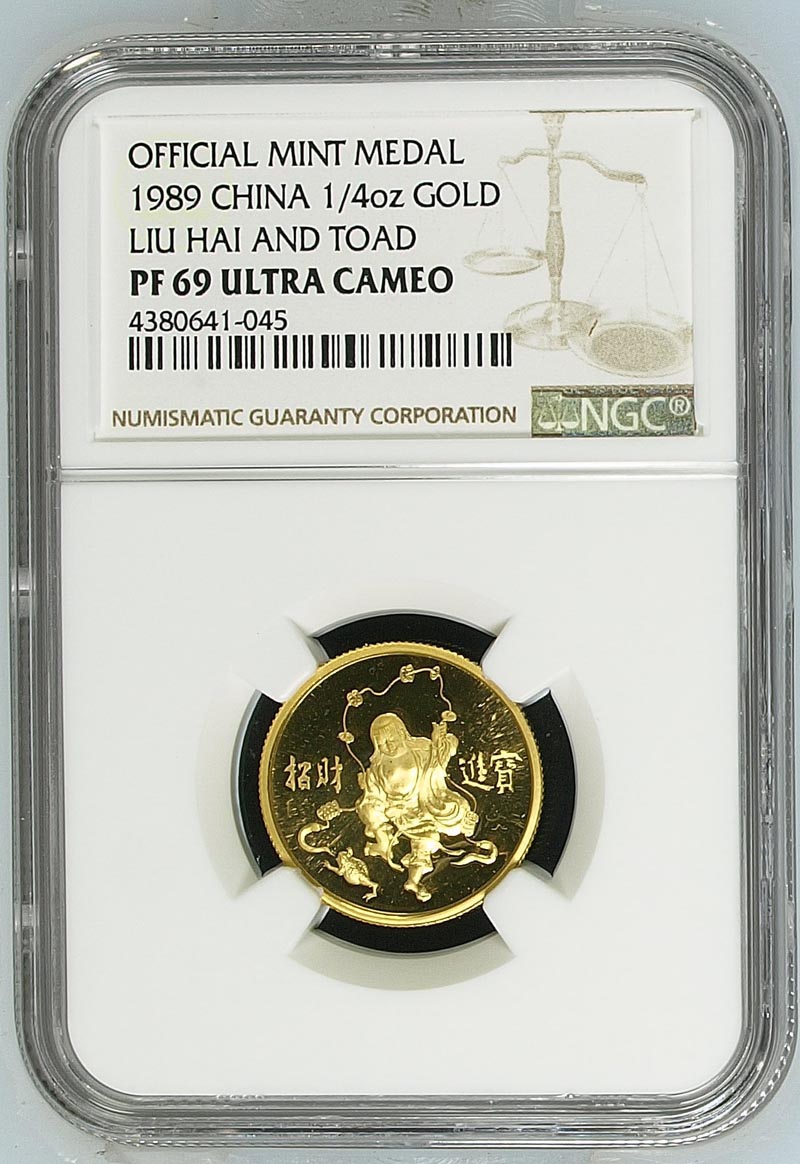 OFFICIAL MINT MEDAL
1989 CHINA 1/4oz GOLD
LIU HAI AND TOAD
PF 69 ULTRA CAMEO
4380641-045
NUMISMATIC GUARANTY CORPORATION
NGC®
招財 進寶